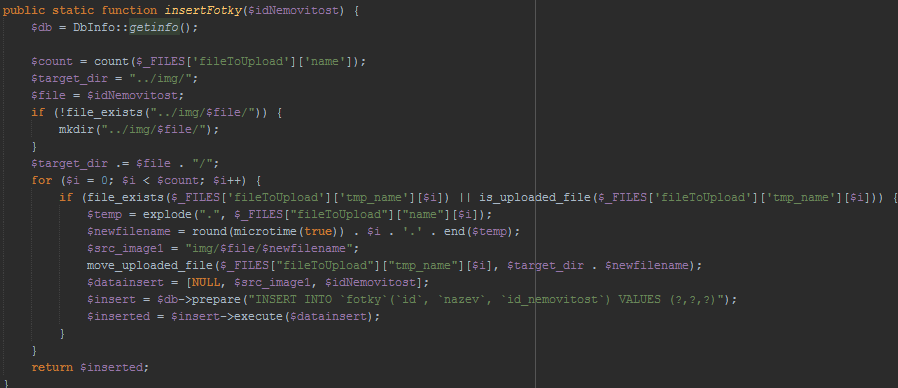 public static function insertFotky($idNemovitost) {
$db = DbInfo::getinfo();
$count = count($_FILES['fileToUpload']['name']);
$target_dir = "../img/";
$file = $idNemovitost;
if (!file_exists("../img/$file/")) {
mkdir("../img/$file/");
}
$target_dir .= $file . "/";
for ($i = 0; $i < $count; $i++) {
if (file_exists($_FILES['fileToUpload']['tmp_name'][$i]) || is_uploaded_file($_FILES['fileToUpload']['tmp_name'][$i])) {
$temp = explode(".", $_FILES["fileToUpload"]["name"][$i]);
$newfilename = round(microtime(true)) . $i . '.' . end($temp);
$src_image1 = "img/$file/$newfilename";
move_uploaded_file($_FILES["fileToUpload"]["tmp_name"][$i], $target_dir . $newfilename);
$datainsert = [NULL, $src_image1, $idNemovitost];
$insert = $db->prepare("INSERT INTO `fotky`(`id`, `nazev`, `id_nemovitost`) VALUES (?,?,?)");
$inserted = $insert->execute($datainsert);
}
}
return $inserted;
}